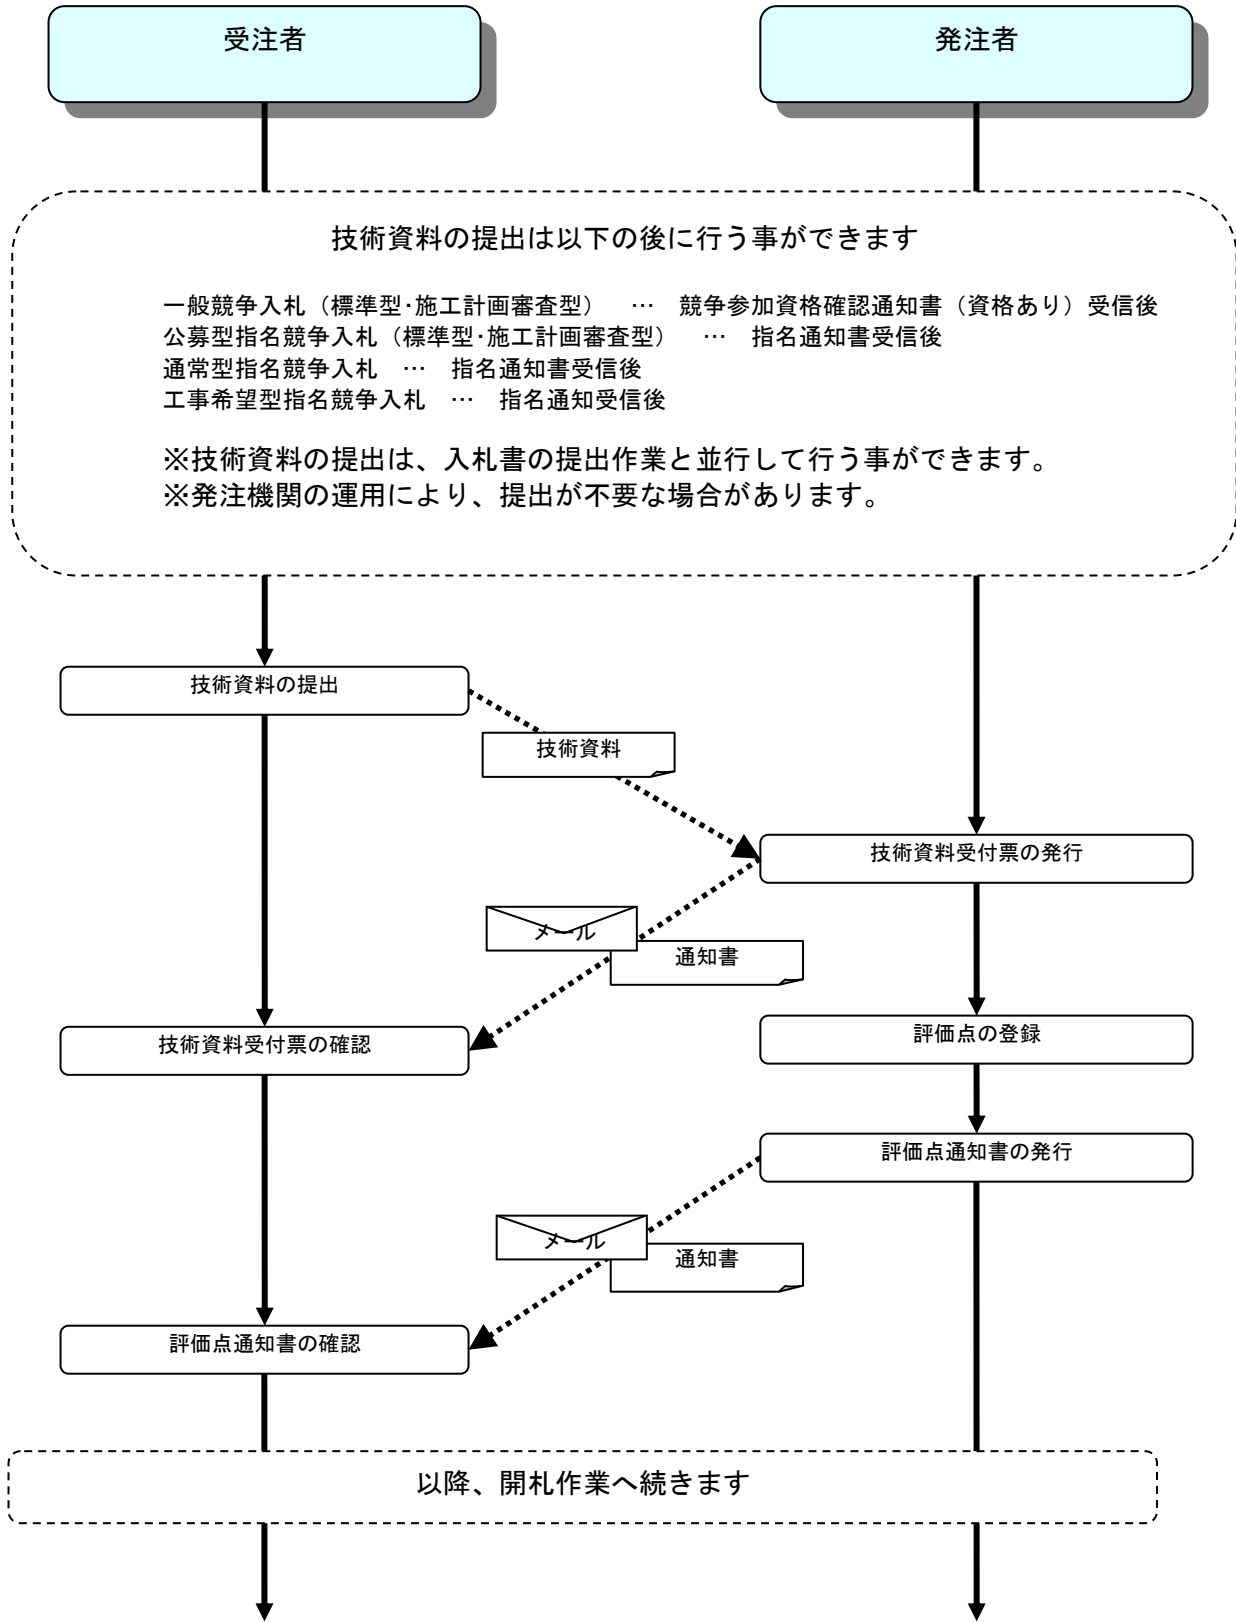 受注者
発注者
技術資料の提出は以下の後に行う事ができます
一般競争入札（標準型･施工計画審査型）　…　競争参加資格確認通知書（資格あり）受信後
公募型指名競争入札（標準型･施工計画審査型）　…　指名通知書受信後
通常型指名競争入札　…　指名通知書受信後
工事希望型指名競争入札　…　指名通知受信後
※技術資料の提出は、入札書の提出作業と並行して行う事ができます。
※発注機関の運用により、提出が不要な場合があります。
技術資料の提出
技術資料
技術資料受付票の発行
メール
通知書
技術資料受付票の確認
評価点の登録
評価点通知書の発行
メール
通知書
評価点通知書の確認
以降、開札作業へ続きます